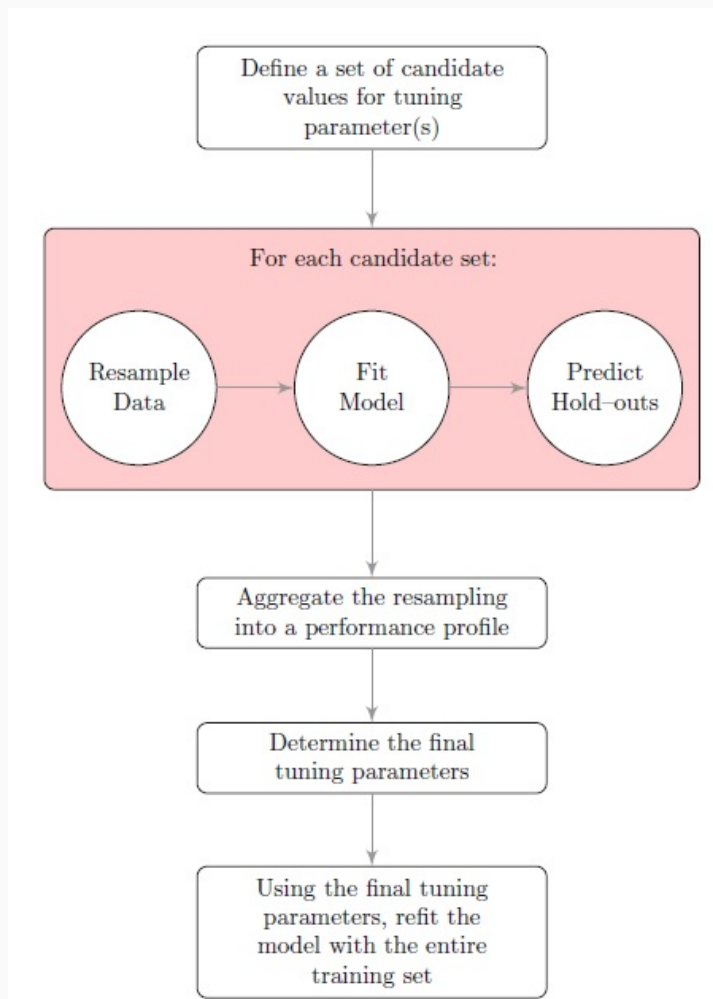 Define a set of candidate
values for tuning
parameter(s)
For each candidate set:
Resample
Data
Fit
Model
Predict
Hold–outs
Aggregate the resampling
into a performance profile
Determine the final
tuning parameters
Using the final tuning
parameters, refit the
model with the entire
training set